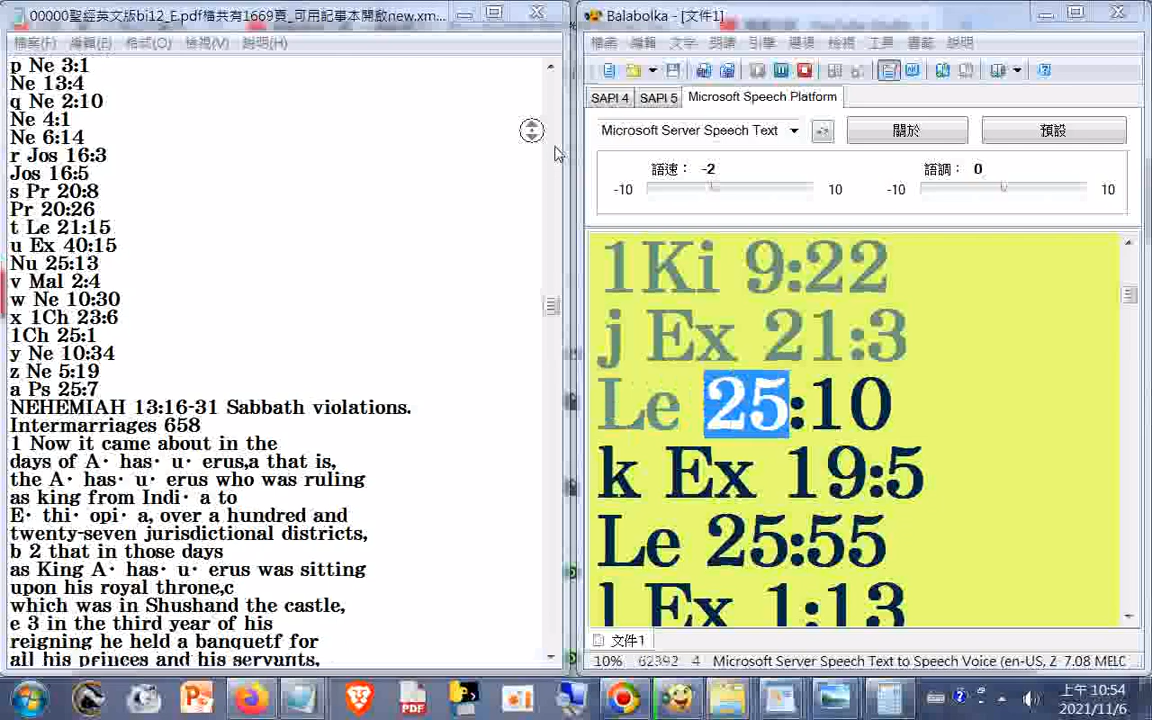 00000聖經英文版bi12_E.pdf檔共有1669頁_可用記事本開啟new.xm...
檔案(F) 編輯(E) 格式(O) 檢視(V) 說明(H)
p Ne 3:1
Ne 13:4
q Ne 2:10
Ne 4:1
Ne 6:14
r Jos 16:3
Jos 16:5
s Pr 20:8
Pr 20:26
t Le 21:15
u Ex 40:15
Nu 25:13
v Mal 2:4
w Ne 10:30
x 1Ch 23:6
1Ch 25:1
y Ne 10:34
z Ne 5:19
a Ps 25:7
NEHEMIAH 13:16-31 Sabbath violations.
Intermarriages 658
1 Now it came about in the
days of A· has· u· erus,a that is,
the A· has· u· erus who was ruling
as king from Indi· a to
E· thi· opi· a, over a hundred and
twenty-seven jurisdictional districts,
b 2 that in those days
as King A· has· u· erus was sitting
upon his royal throne,c
which was in Shushand the castle,
e 3 in the third year of his
reigning he held a banquetf for
all his princes and his servants,
Balabolka - [文件1]
檔案 編輯 文字 朗讀 引擎 選項 檢視 工具 書籤 說明
SAPI 4 SAPI 5 Microsoft Speech Platform
Microsoft Server Speech Text 關於 預設
語速： -2 語調： 0
-10 10 -10 10
1Ki 9:22
j Ex 21:3
Le 25:10
k Ex 19:5
Le 25:55
l Ex 1:13
文件1
10% 62392 4 Microsoft Server Speech Text to Speech Voice (en-US, Z 7.08 MELC
PDF
上午 10:54
2021/11/6